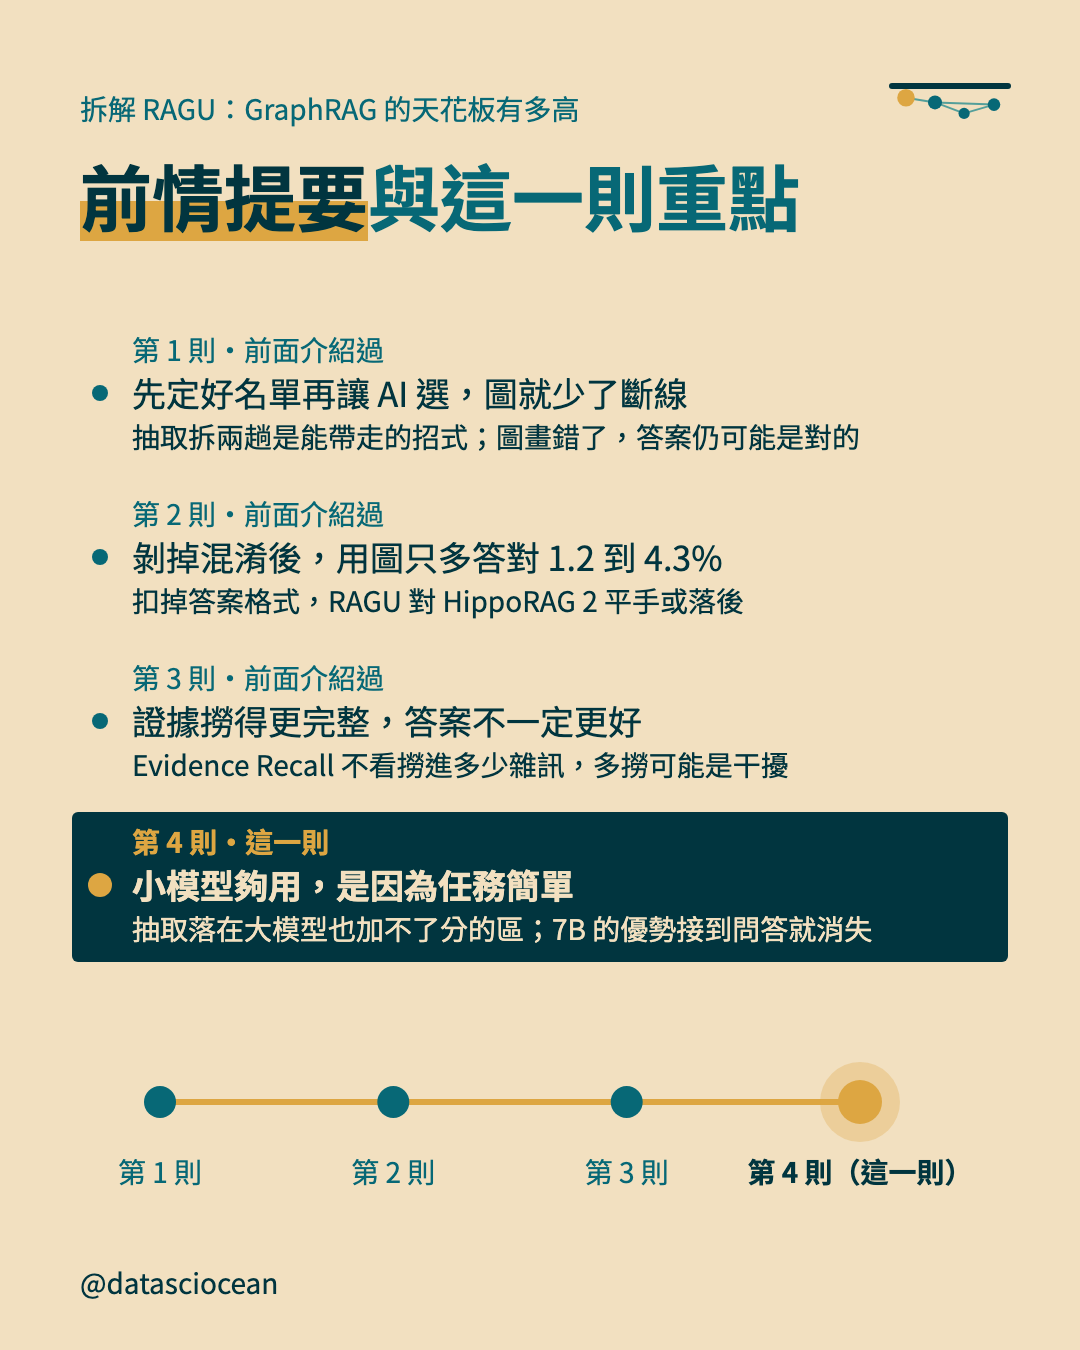 拆解 RAGU：GraphRAG 的天花板有多高
前情提要與這一則重點
第 1 則・前面介紹過
先定好名單再讓 AI 選，圖就少了斷線
抽取拆兩趟是能帶走的招式；圖畫錯了，答案仍可能是對的
第 2 則・前面介紹過
剝掉混淆後，用圖只多答對 1.2 到 4.3%
扣掉答案格式，RAGU 對 HippoRAG 2 平手或落後
第 3 則・前面介紹過
證據撈得更完整，答案不一定更好
Evidence Recall 不看撈進多少雜訊，多撈可能是干擾
第 4 則・這一則
小模型夠用，是因為任務簡單
抽取落在大模型也加不了分的區；7B 的優勢接到問答就消失
第 1 則
第 2 則
第 3 則
第 4 則（這一則）
@datasciocean